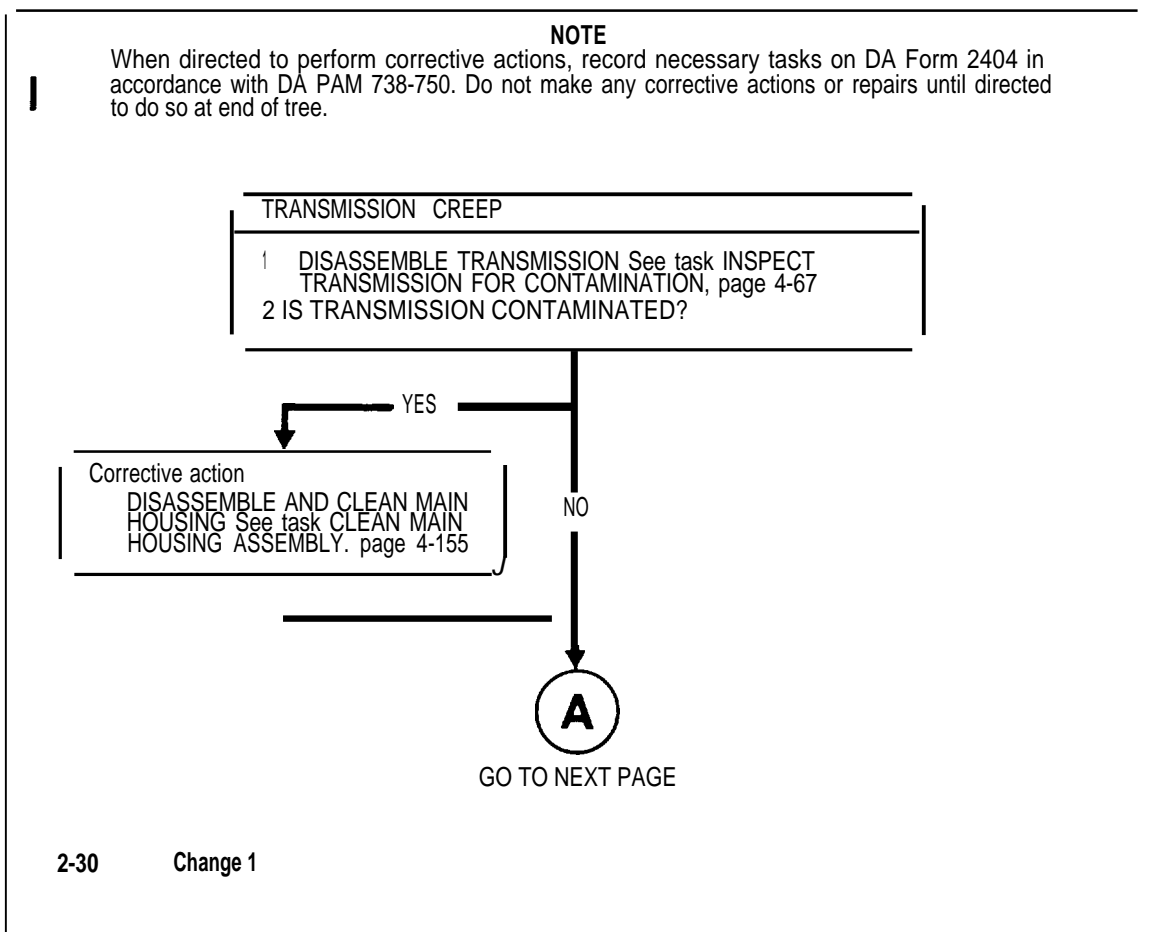 NOTE
When directed to perform corrective actions, record necessary tasks on DA Form 2404 in
accordance with DA PAM 738-750. Do not make any corrective actions or repairs until directed
to do so at end of tree.
TRANSMISSION CREEP
1 DISASSEMBLE TRANSMISSION See task INSPECT
TRANSMISSION FOR CONTAMINATION, page 4-67
2 IS TRANSMISSION CONTAMINATED?
YES
Corrective action
DISASSEMBLE AND CLEAN MAIN
HOUSING See task CLEAN MAIN
HOUSING ASSEMBLY. page 4-155
NO
A
GO TO NEXT PAGE
2-30 Change 1